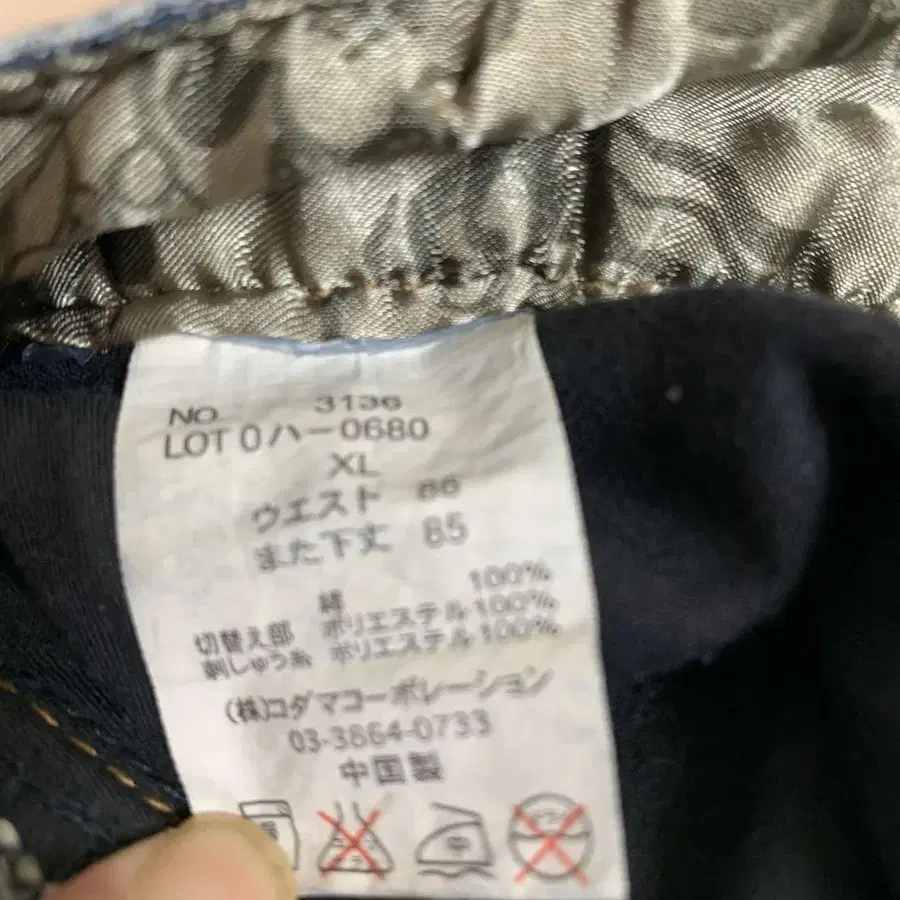 NO. 3136
LOT 0ハー0680
XL
ウエスト 86
また下丈 85
綿 100%
切替え部 ポリエステル100%
刺しゅう糸 ポリエステル100%
(株)コダマコーポレーション
03-3864-0733
中国製
中